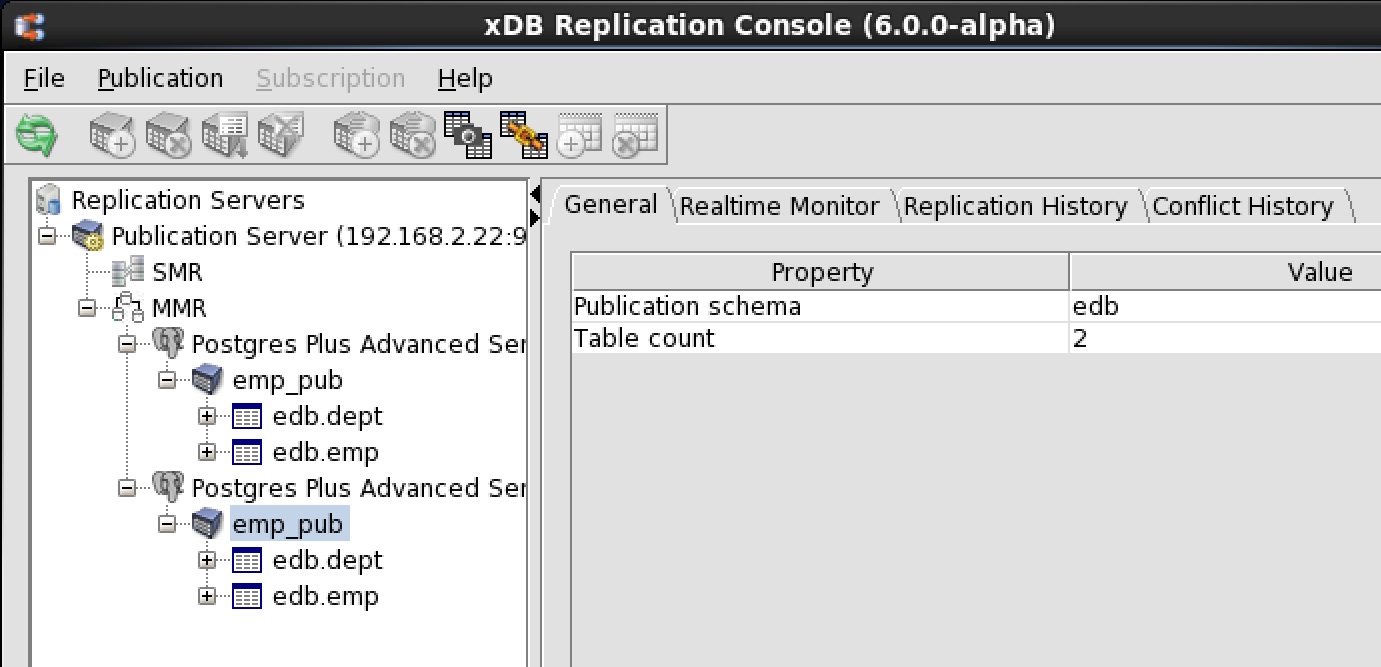 xDB Replication Console (6.0.0-alpha)
File Publication Subscription Help
Replication Servers
Publication Server (192.168.2.22:9
SMR
MMR
Postgres Plus Advanced Ser
emp_pub
edb.dept
edb.emp
Postgres Plus Advanced Ser
emp_pub
edb.dept
edb.emp
General Realtime Monitor Replication History Conflict History
Property Value
Publication schema edb
Table count 2